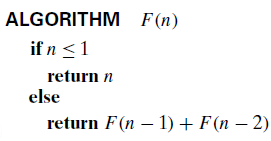 ALGORITHM F(n)
if n ≤ 1
return n
else
return F(n − 1) + F(n − 2)